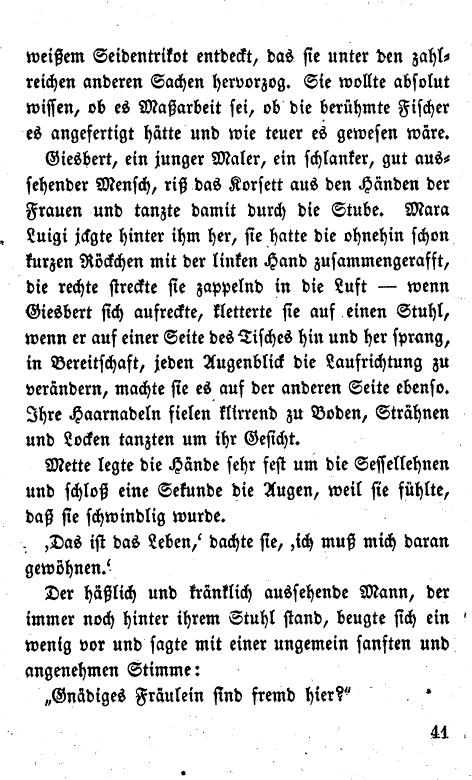 weißem Seidentrikot entdeckt, das sie unter den zahl-
reichen anderen Sachen hervorzog. Sie wollte absolut
wissen, ob es Maßarbeit sei, ob die berühmte Fischer
es angefertigt hätte und wie teuer es gewesen wäre.
Giesbert, ein junger Maler, ein schlanker, gut aus-
sehender Mensch, riß das Korsett aus den Händen der
Frauen und tanzte damit durch die Stube. Mara
Luigi jagte hinter ihm her, sie hatte die ohnehin schon
kurzen Röckchen mit der linken Hand zusammengerafft,
die rechte streckte sie zappelnd in die Luft — wenn
Giesbert sich aufreckte, kletterte sie auf einen Stuhl,
wenn er auf einer Seite des Tisches hin und her sprang,
in Bereitschaft, jeden Augenblick die Laufrichtung zu
verändern, machte sie es auf der anderen Seite ebenso.
Ihre Haarnadeln fielen klirrend zu Boden, Strähnen
und Locken tanzten um ihr Gesicht.
Mette legte die Hände sehr fest um die Sessellehnen
und schloß eine Sekunde die Augen, weil sie fühlte,
daß sie schwindlig wurde.
‚Das ist das Leben,‘ dachte sie, ‚ich muß mich daran
gewöhnen.‘
Der häßlich und kränklich aussehende Mann, der
immer noch hinter ihrem Stuhl stand, beugte sich ein
wenig vor und sagte mit einer ungemein sanften und
angenehmen Stimme:
„Gnädiges Fräulein sind fremd hier?“
41